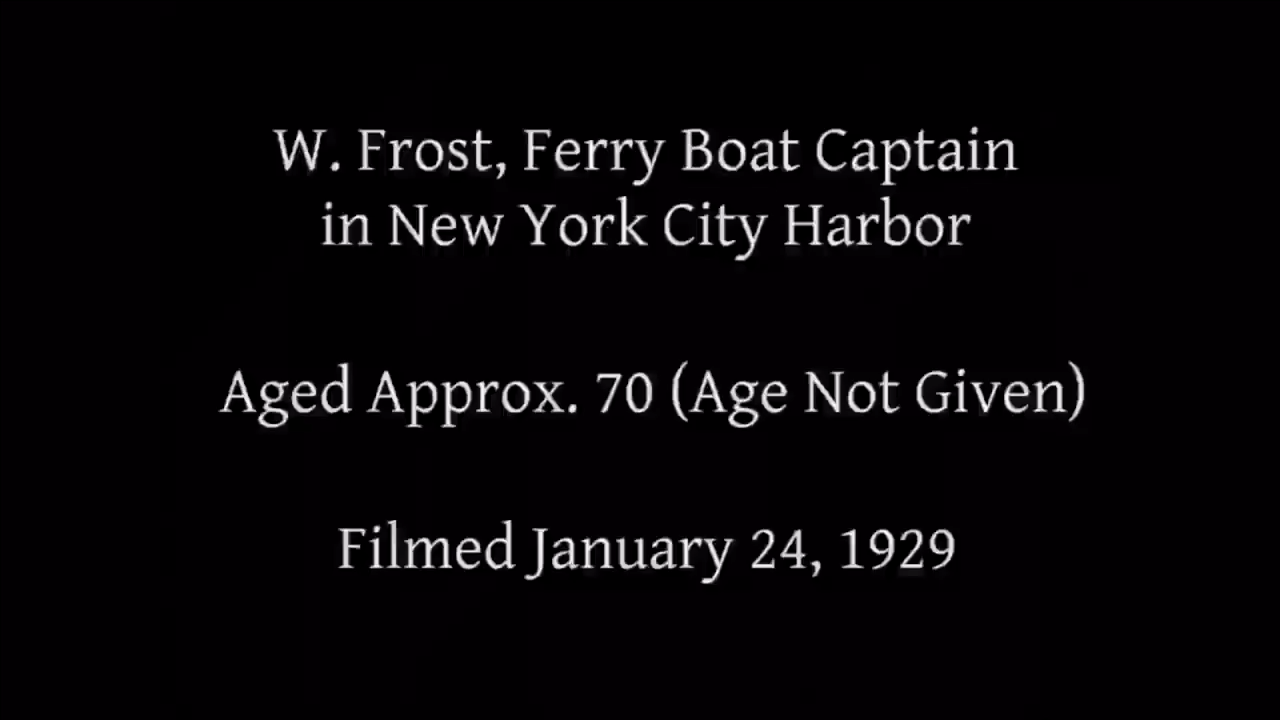 W. Frost, Ferry Boat Captain
in New York City Harbor
Aged Approx. 70 (Age Not Given)
Filmed January 24, 1929